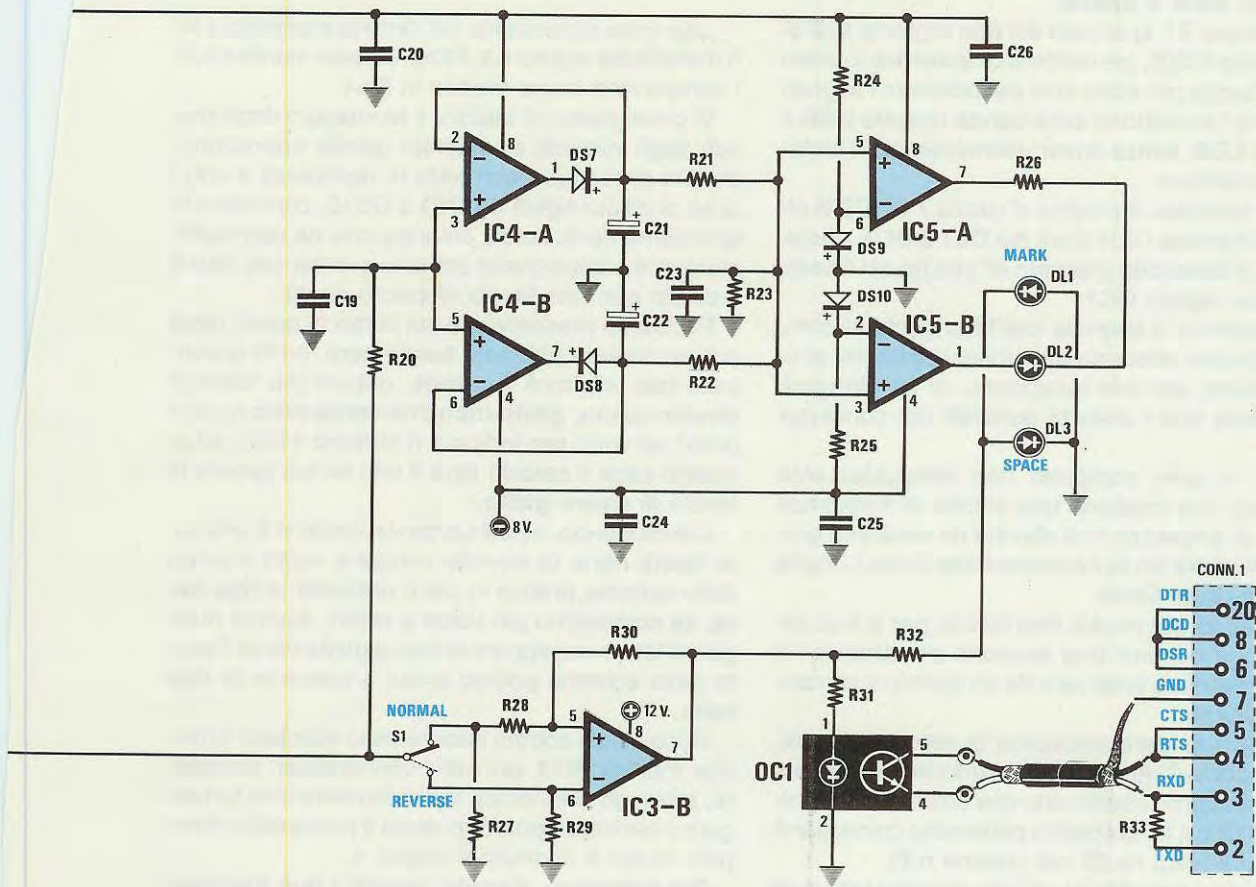 C20
C26
R24
2
8
DS7
1
3
IC4-A
R21
C21
5
8
R26
7
6
IC5-A
DS9
C19
C23
R23
MARK
DL1
IC4-B
5
7
6
DS8
4
C22
R22
DS10
IC5-B
2
1
3
4
DL2
R20
R25
DL3
SPACE
8 V.
C24
C25
CONN.1
DTR
20
DCD
8
DSR
6
GND
7
CTS
5
RTS
4
RXD
3
R33
TXD
2
R30
R32
NORMAL
R28
5
12 V.
8
7
R31
S1
REVERSE
6
IC3-B
R27
R29
OC1
1
2
5
4